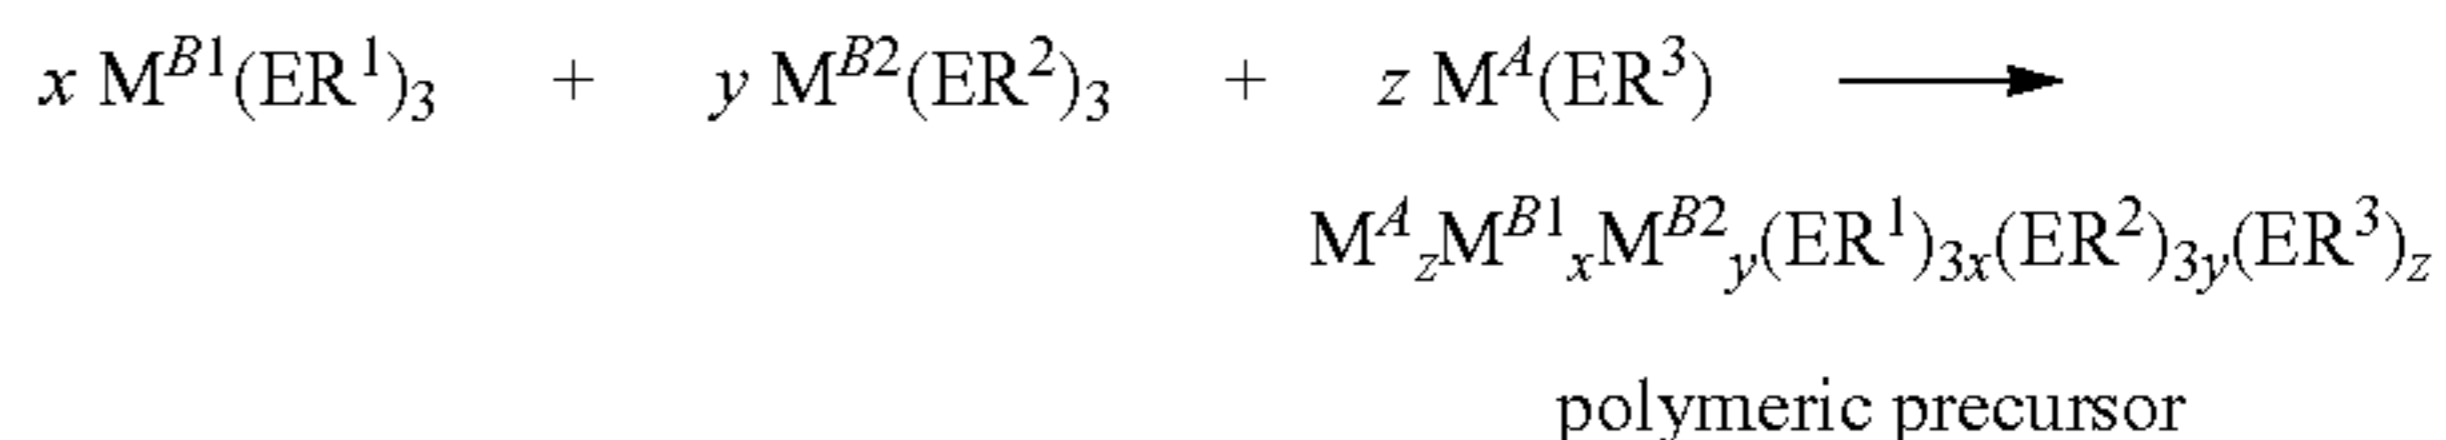 x M^{B1}(ER^1)_3 + y M^{B2}(ER^2)_3 + z M^A(ER^3) ⟶
M^A_zM^{B1}_xM^{B2}_y(ER^1)_{3x}(ER^2)_{3y}(ER^3)_z
polymeric precursor